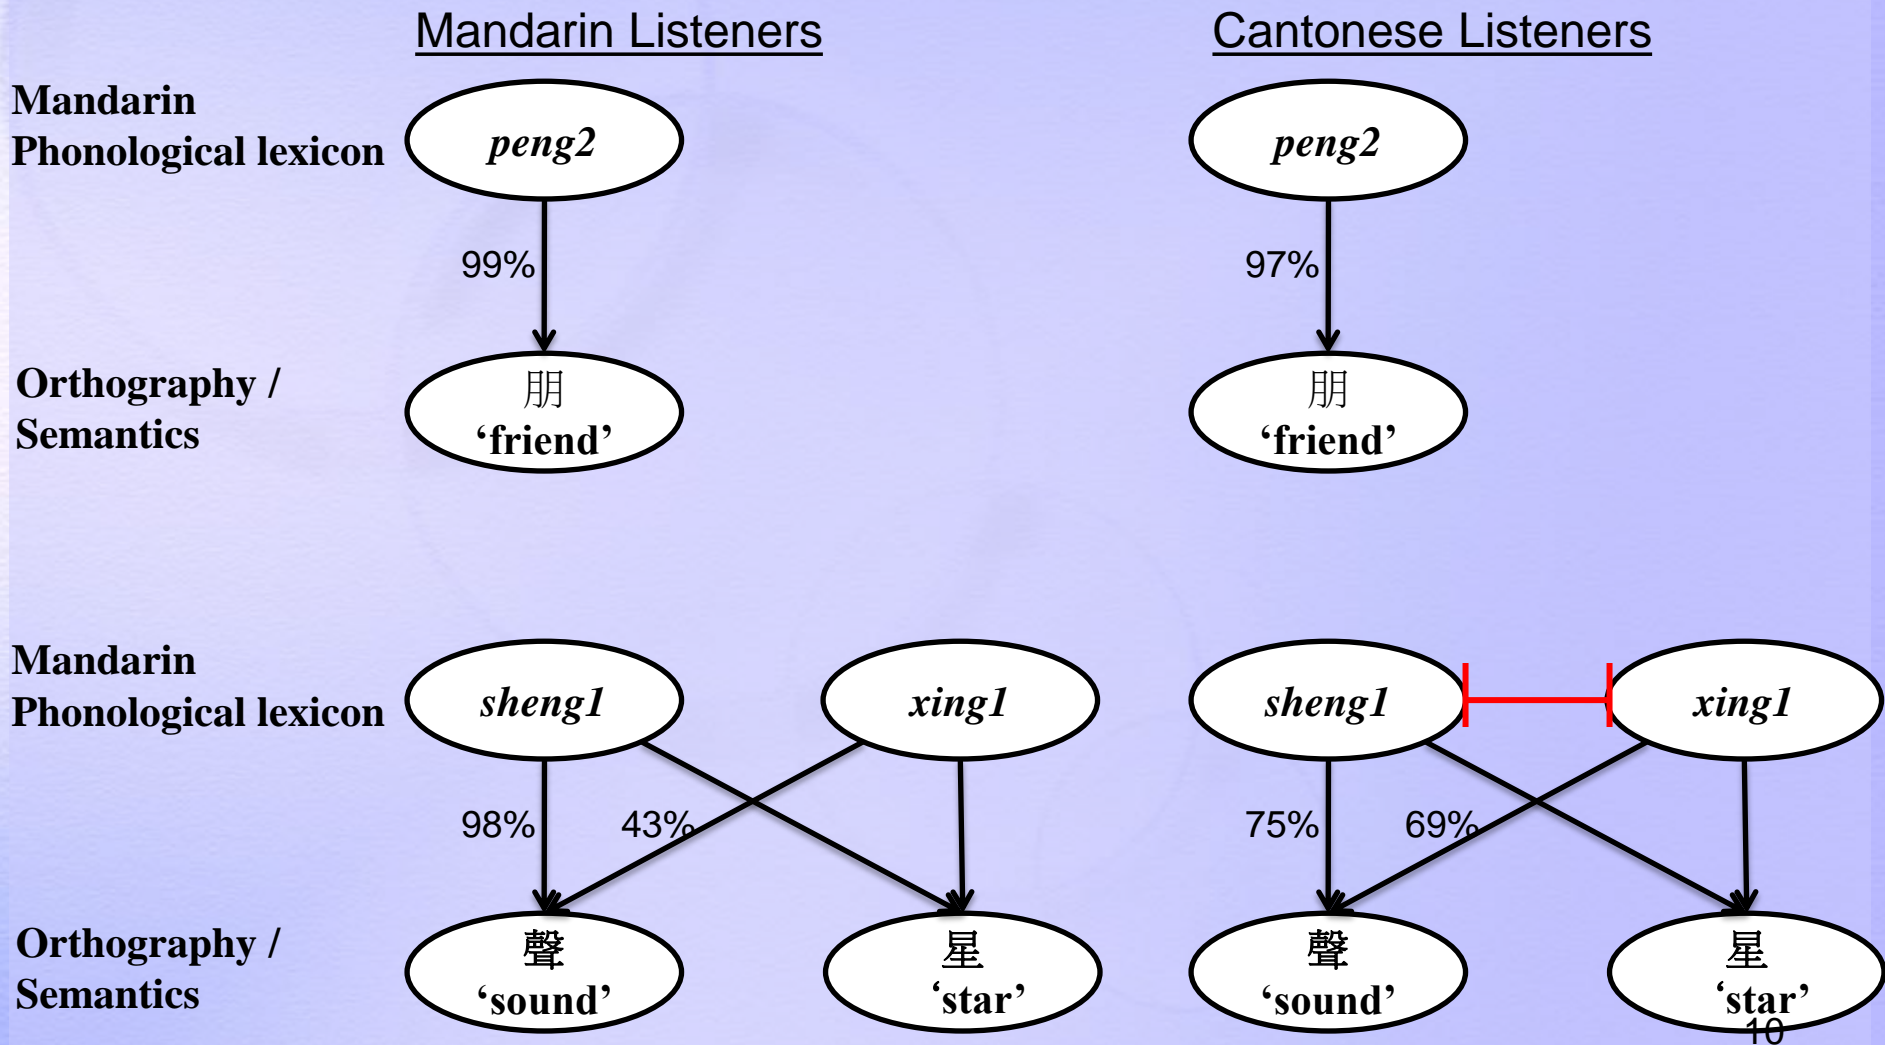 Mandarin Listeners
Cantonese Listeners
Mandarin
Phonological lexicon
peng2
peng2
99%
97%
Orthography /
Semantics
朋
‘friend’
朋
‘friend’
Mandarin
Phonological lexicon
sheng1
xing1
sheng1
xing1
98%
43%
75%
69%
Orthography /
Semantics
聲
‘sound’
星
‘star’
聲
‘sound’
星
‘star’
10